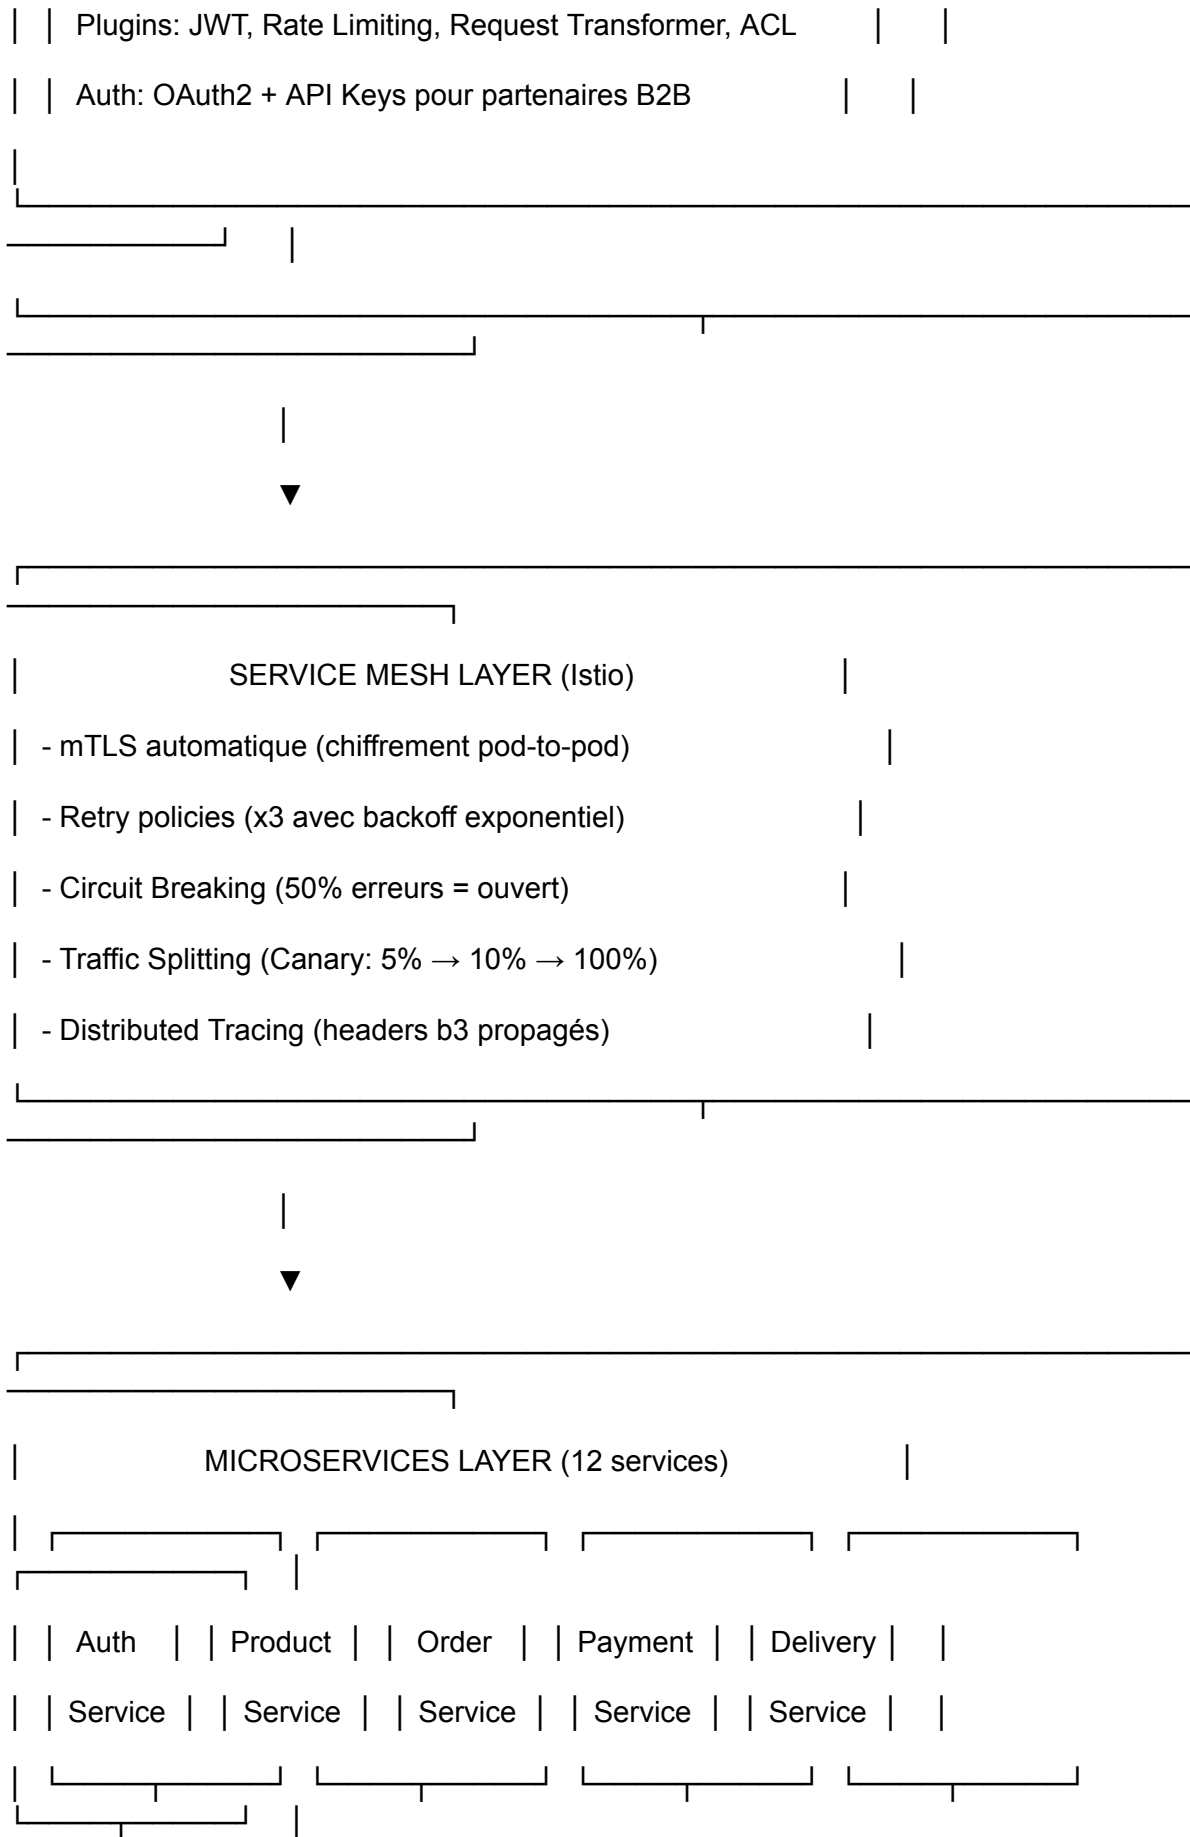 │ │ Plugins: JWT, Rate Limiting, Request Transformer, ACL │ │
│ │ Auth: OAuth2 + API Keys pour partenaires B2B │ │
│
└─────────────────────────────────────────────────────────
──────────┘ │
└─────────────────────────────────┬───────────────────────
──────────────────────┘
│
▼
┌─────────────────────────────────────────────────────────
─────────────────────┐
│ SERVICE MESH LAYER (Istio) │
│ - mTLS automatique (chiffrement pod-to-pod) │
│ - Retry policies (x3 avec backoff exponentiel) │
│ - Circuit Breaking (50% erreurs = ouvert) │
│ - Traffic Splitting (Canary: 5% → 10% → 100%) │
│ - Distributed Tracing (headers b3 propagés) │
└─────────────────────────────────┬───────────────────────
──────────────────────┘
│
▼
┌─────────────────────────────────────────────────────────
─────────────────────┐
│ MICROSERVICES LAYER (12 services) │
│ ┌──────────┐ ┌──────────┐ ┌──────────┐ ┌──────────┐
┌──────────┐ │
│ │ Auth │ │ Product │ │ Order │ │ Payment │ │ Delivery │ │
│ │ Service │ │ Service │ │ Service │ │ Service │ │ Service │ │
│ └────┬─────┘ └────┬─────┘ └────┬─────┘ └────┬─────┘
└────┬─────┘ │